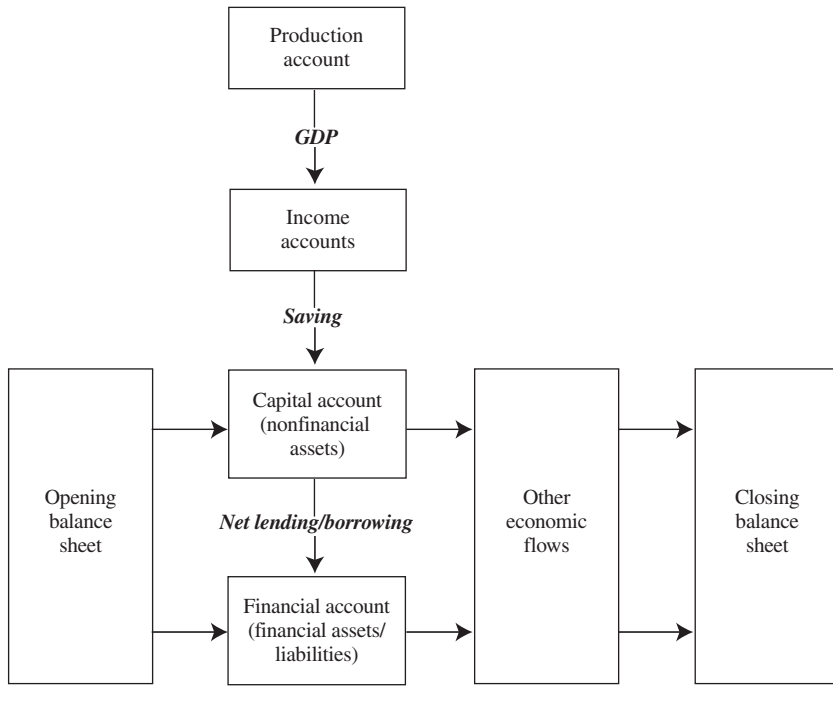 Production
account
GDP
Income
accounts
Saving
Capital account
(nonfinancial
assets)
Opening
balance
sheet
Other
economic
flows
Closing
balance
sheet
Net lending/borrowing
Financial account
(financial assets/
liabilities)